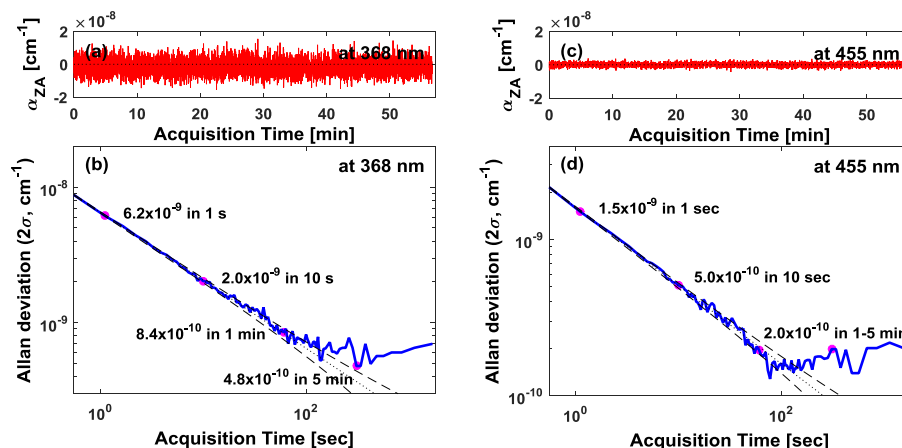 ×10⁻⁸
(a) at 368 nm
α_ZA [cm⁻¹]
2
0
-2
0 10 20 30 40 50
Acquisition Time [min]
(b) at 368 nm
Allan deviation (2σ, cm⁻¹)
10⁻⁸
10⁻⁹
6.2x10⁻⁹ in 1 s
2.0x10⁻⁹ in 10 s
8.4x10⁻¹⁰ in 1 min
4.8x10⁻¹⁰ in 5 min
10⁰ 10²
Acquisition Time [sec]
×10⁻⁸
(c) at 455 nm
α_ZA [cm⁻¹]
2
0
-2
0 10 20 30 40 50
Acquisition Time [min]
(d) at 455 nm
Allan deviation (2σ, cm⁻¹)
10⁻⁹
10⁻¹⁰
1.5x10⁻⁹ in 1 sec
5.0x10⁻¹⁰ in 10 sec
2.0x10⁻¹⁰ in 1-5 min
10⁰ 10²
Acquisition Time [sec]